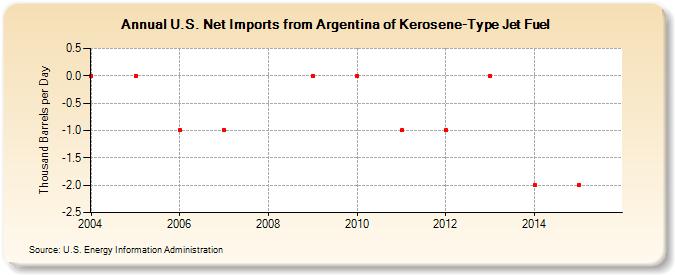 Annual U.S. Net Imports from Argentina of Kerosene-Type Jet Fuel
Thousand Barrels per Day
0.5
0.0
-0.5
-1.0
-1.5
-2.0
-2.5
2004 2006 2008 2010 2012 2014
Source: U.S. Energy Information Administration